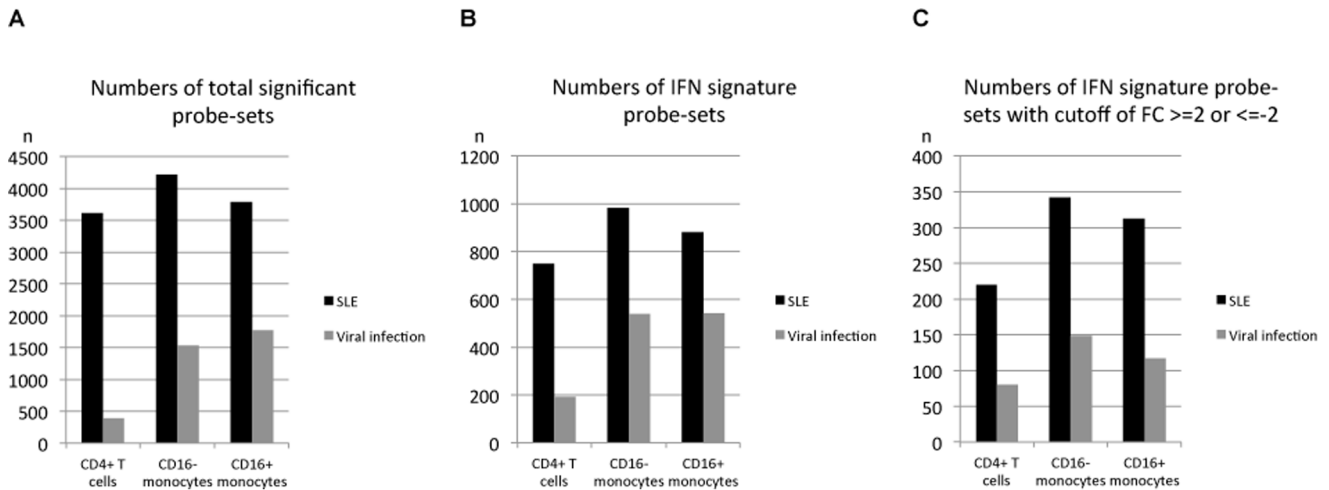 A
Numbers of total significant
probe-sets
n
4500
4000
3500
3000
2500
2000
1500
1000
500
0
CD4+ T
cells
CD16-
monocytes
CD16+
monocytes
SLE
Viral infection
B
Numbers of IFN signature
probe-sets
n
1200
1000
800
600
400
200
0
CD4+ T
cells
CD16-
monocytes
CD16+
monocytes
SLE
Viral infection
C
Numbers of IFN signature probe-
sets with cutoff of FC >=2 or <=-2
n
400
350
300
250
200
150
100
50
0
CD4+ T
cells
CD16-
monocytes
CD16+
monocytes
SLE
Viral infection